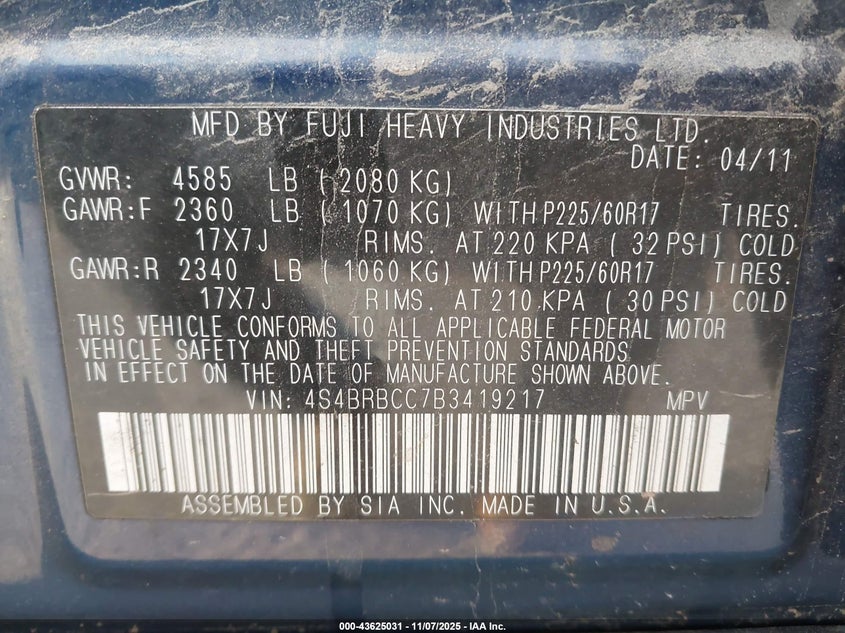 MFD BY FUJI HEAVY INDUSTRIES LTD.
DATE: 04/11
GVWR: 4585 LB ( 2080 KG)
GAWR:F 2360 LB ( 1070 KG) WITH P225/60R17 TIRES.
17X7J RIMS. AT 220 KPA ( 32 PSI) COLD
GAWR:R 2340 LB ( 1060 KG) WITH P225/60R17 TIRES.
17X7J RIMS. AT 210 KPA ( 30 PSI) COLD
THIS VEHICLE CONFORMS TO ALL APPLICABLE FEDERAL MOTOR
VEHICLE SAFETY AND THEFT PREVENTION STANDARDS
IN EFFECT ON THE DATE OF MANUFACTURE SHOWN ABOVE.
VIN: 4S4BRBCC7B3419217 MPV
ASSEMBLED BY SIA INC. MADE IN U.S.A.
000-43625031 - 11/07/2025 - IAA Inc.